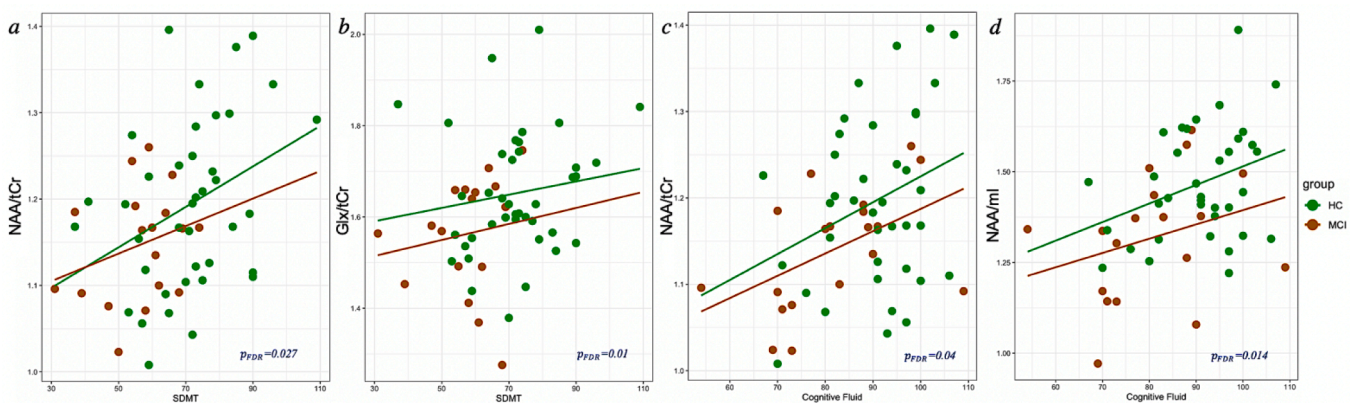 a
NAA/tCr
1.4
1.3
1.2
1.1
1.0
30 50 70 90 110
SDMT
pFDR=0.027
b
Glx/tCr
2.0
1.8
1.6
1.4
30 50 70 90 110
SDMT
pFDR=0.01
c
NAA/tCr
1.4
1.3
1.2
1.1
1.0
60 70 80 90 100 110
Cognitive Fluid
pFDR=0.04
d
NAA/ml
1.75
1.50
1.25
1.00
60 70 80 90 100 110
Cognitive Fluid
pFDR=0.014
group
HC
MCI